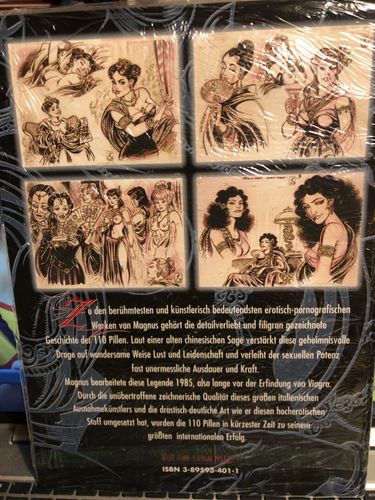 Zu den berühmtesten und künstlerisch bedeutendsten erotisch-pornografischen
Werken von Magnus gehört die detailverliebt und filigran gezeichnete
Geschichte der 110 Pillen. Laut einer alten chinesischen Sage verstärkt diese geheimnisvolle
Droge auf wundersame Weise Lust und Leidenschaft und verleiht der sexuellen Potenz
fast unermessliche Ausdauer und Kraft.
Magnus bearbeitete diese Legende 1985, also lange vor der Erfindung von Viagra.
Durch die unübertroffene zeichnerische Qualität dieses großen italienischen
Ausnahmekünstlers und die drastisch-deutliche Art wie er diesen hocherotischen
Stoff umgesetzt hat, wurden die 110 Pillen in kürzester Zeit zu seinem
größten internationalen Erfolg.
NUR FÜR ERWACHSENE
ISBN 3-89593-401-1